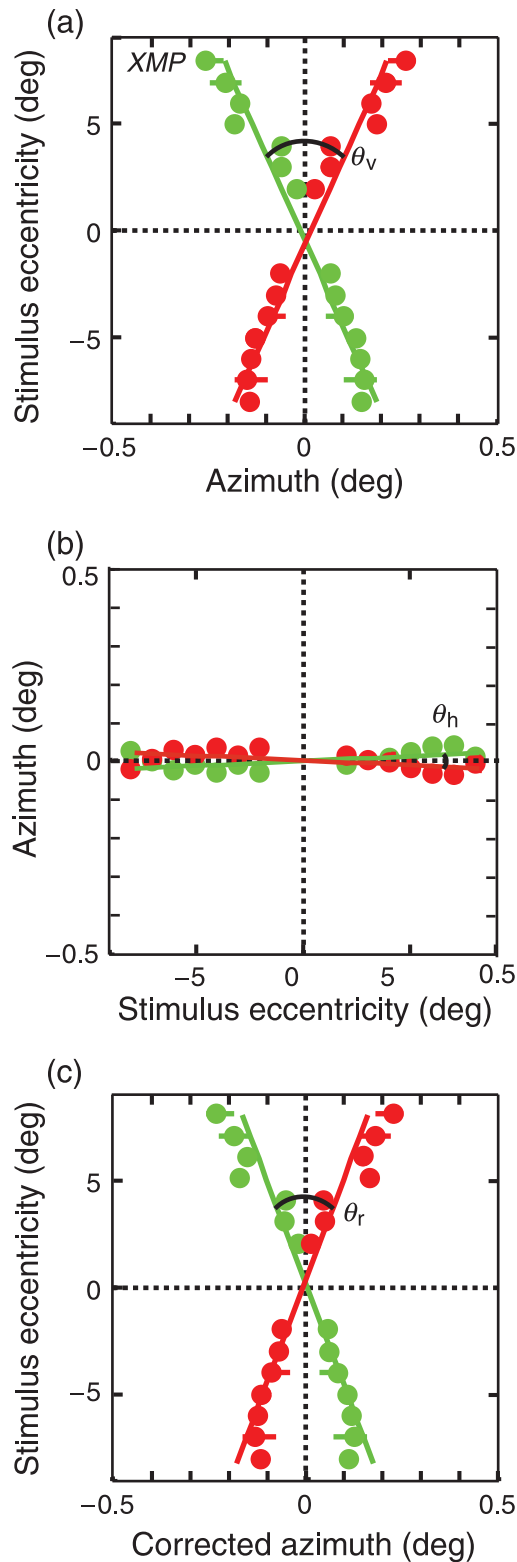 (a)
XMP
θv
5
0
−5
Stimulus eccentricity (deg)
−0.5 0 0.5
Azimuth (deg)
(b)
0.5
0
−0.5
Azimuth (deg)
θh
−5 0 5 0.5
Stimulus eccentricity (deg)
(c)
θr
5
0
−5
Stimulus eccentricity (deg)
−0.5 0 0.5
Corrected azimuth (deg)